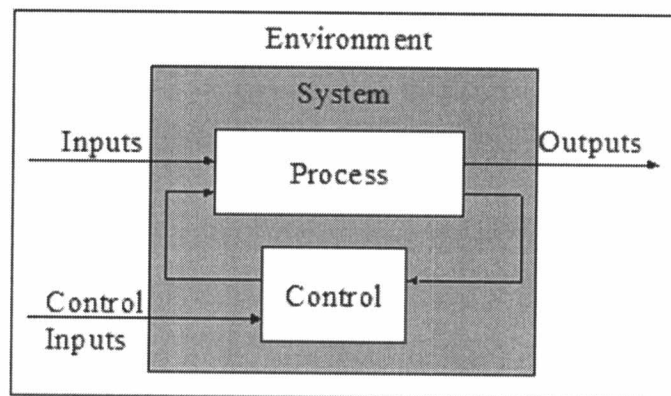 Environment
System
Inputs
Outputs
Process
Control
Control
Inputs